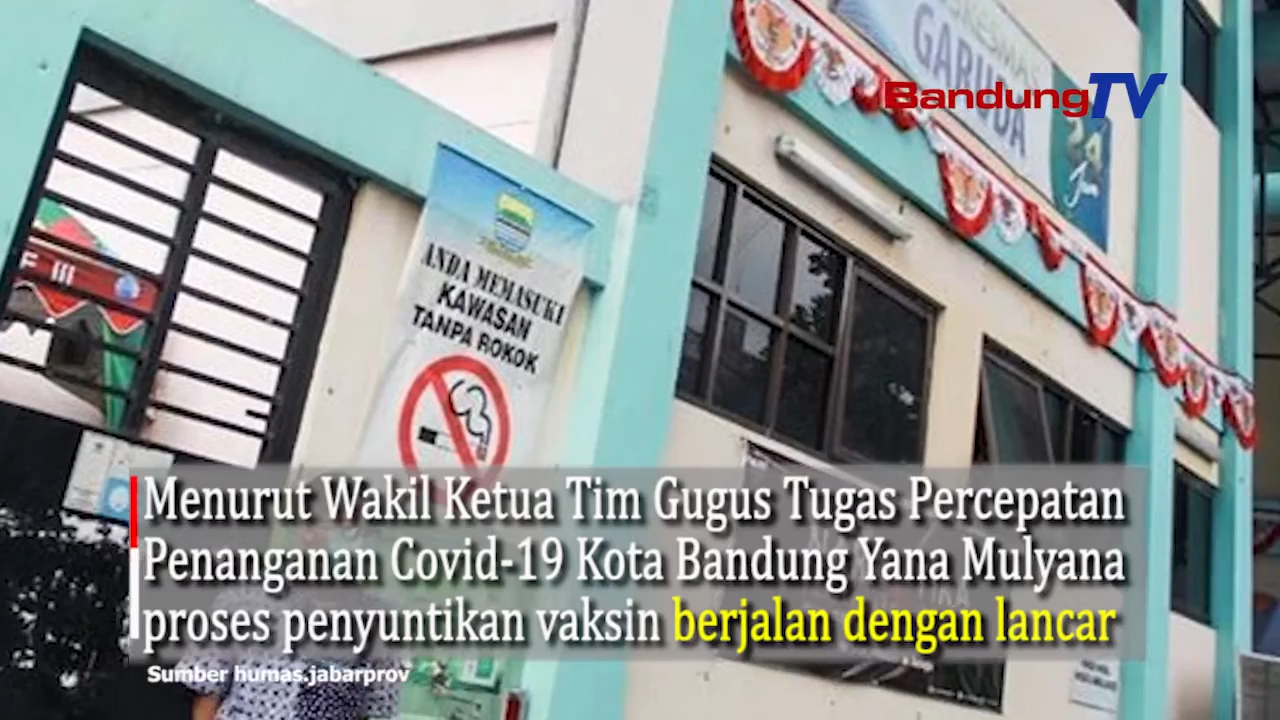 GARUDA
BandungTV
ANDA MEMASUKI
KAWASAN
TANPA ROKOK
Menurut Wakil Ketua Tim Gugus Tugas Percepatan
Penanganan Covid-19 Kota Bandung Yana Mulyana
proses penyuntikan vaksin berjalan dengan lancar
Sumber humas.jabarprov